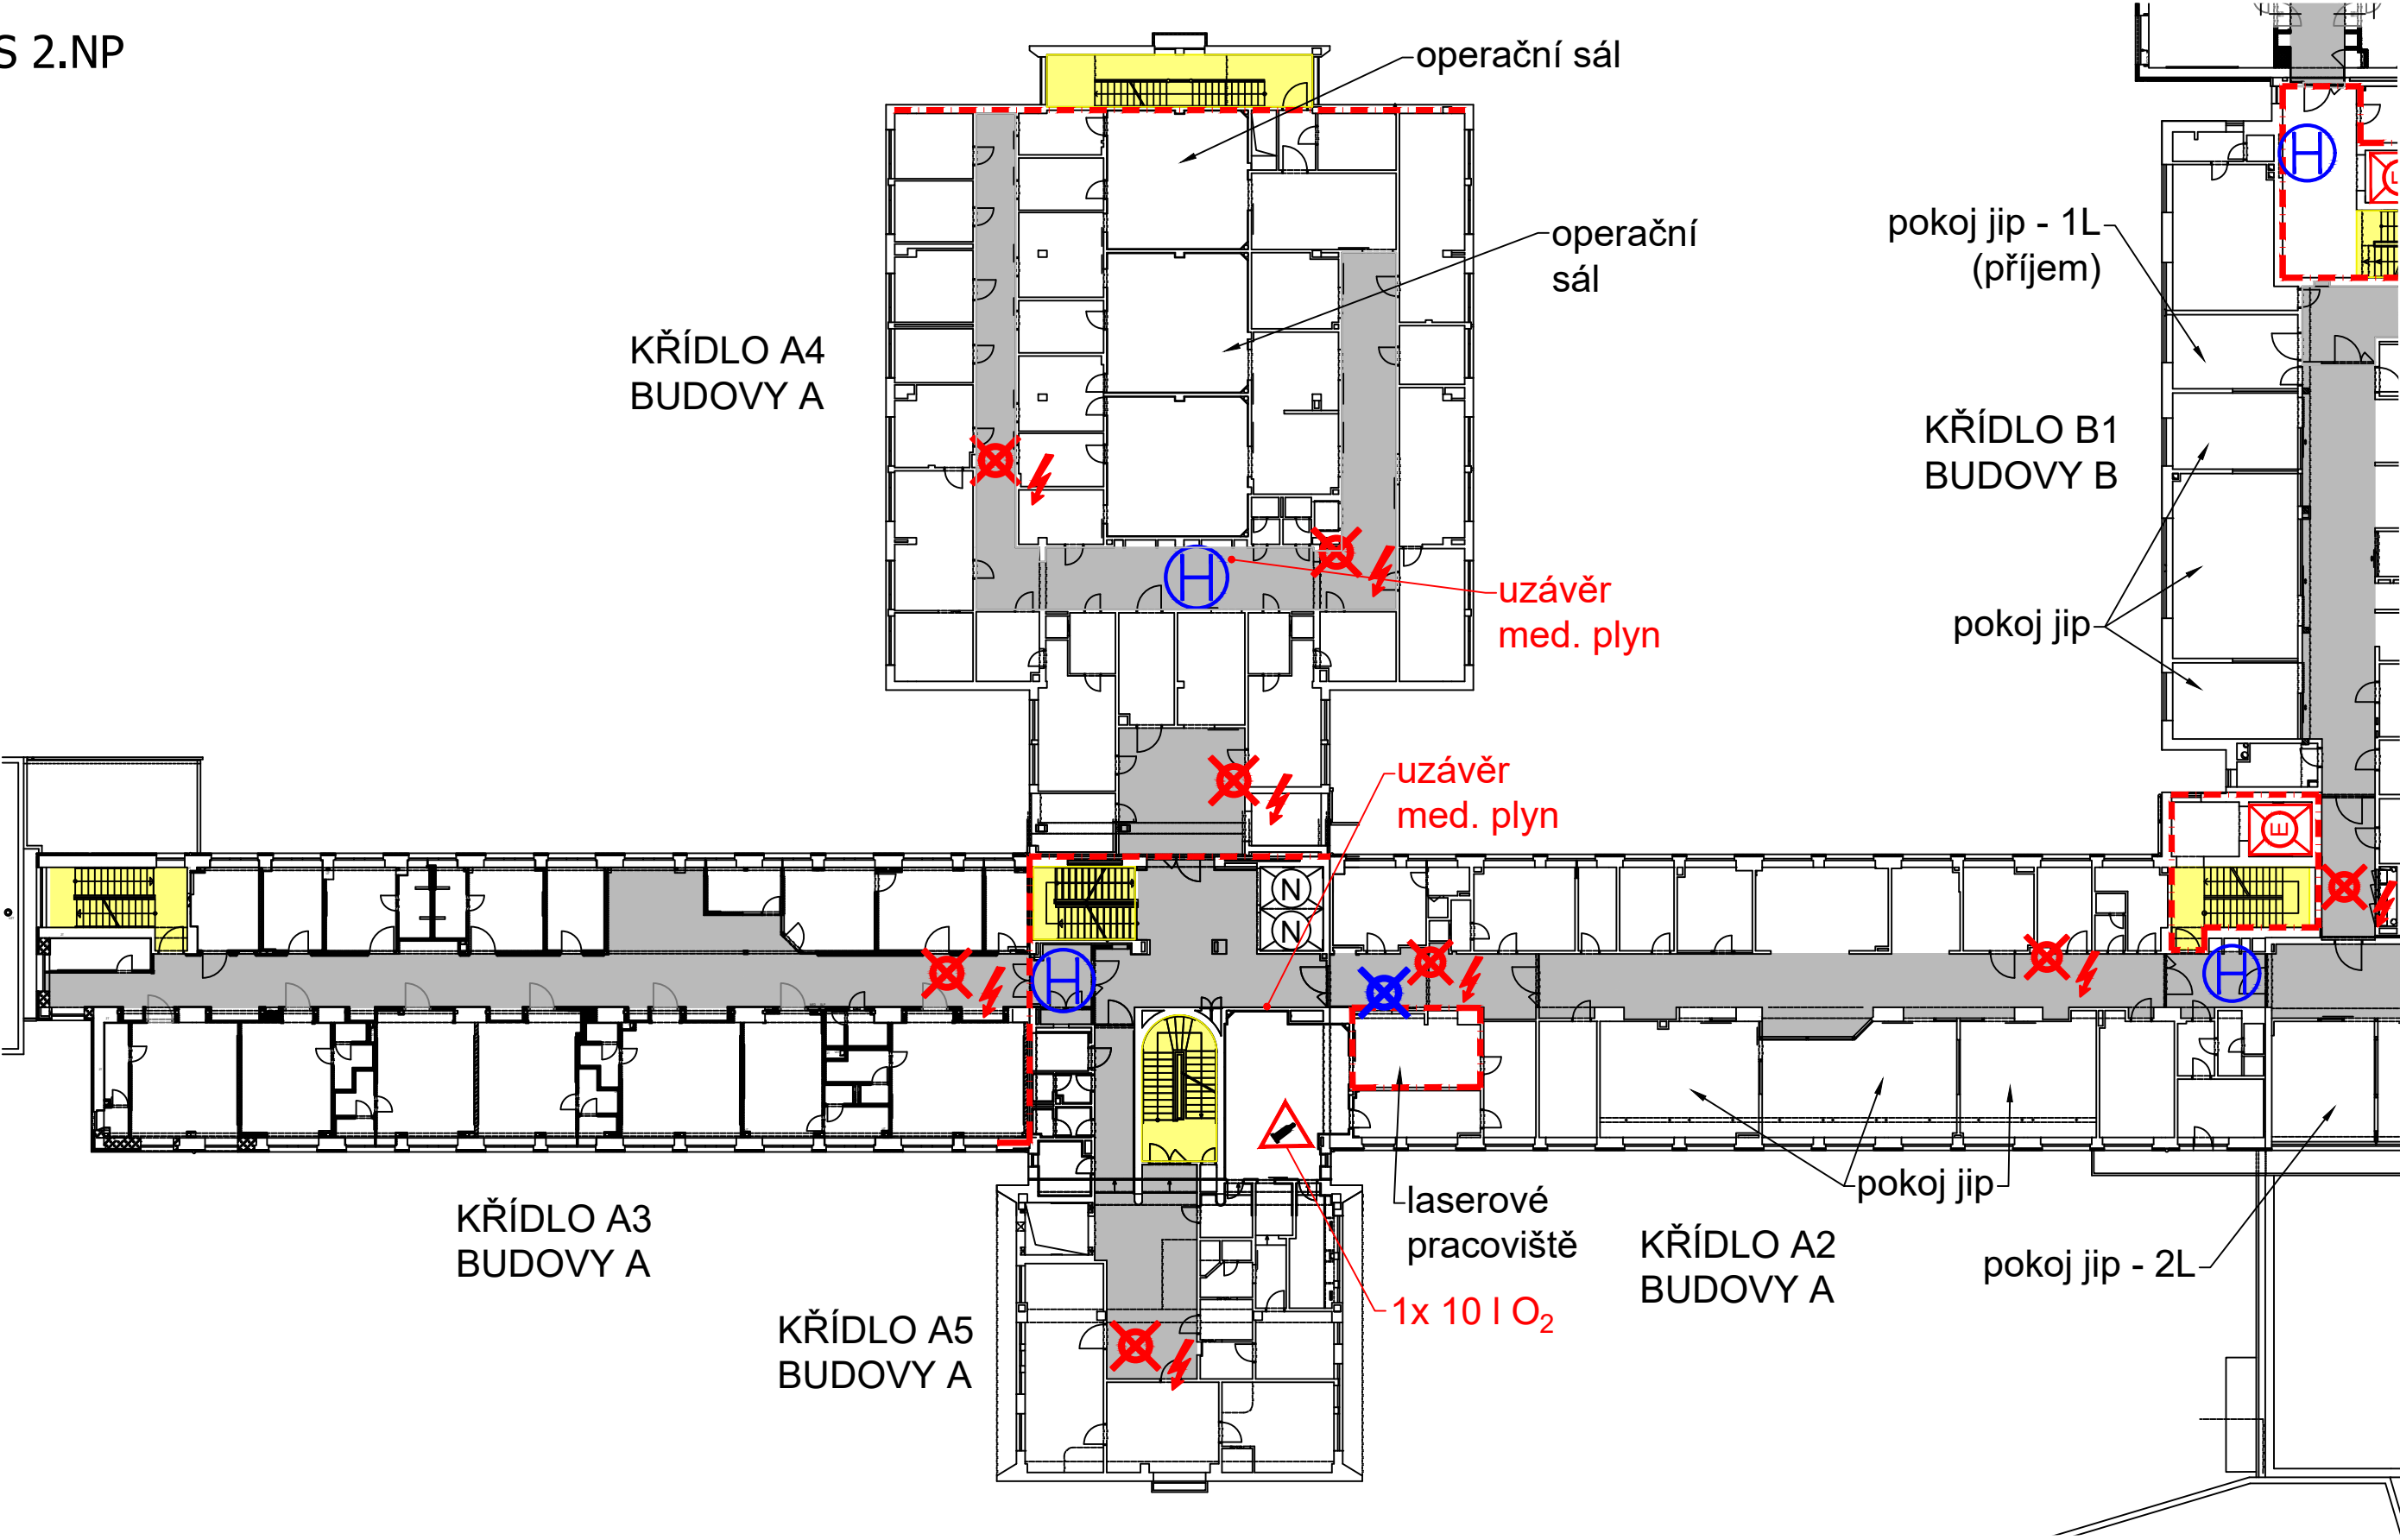 S 2.NP
operační sál
operační
sál
pokoj jip - 1L
(příjem)
H
KŘÍDLO A4
BUDOVY A
KŘÍDLO B1
BUDOVY B
H
uzávěr
med. plyn
pokoj jip
uzávěr
med. plyn
E
N
N
H
H
laserové
pracoviště
pokoj jip
KŘÍDLO A3
BUDOVY A
KŘÍDLO A2
BUDOVY A
pokoj jip - 2L
1x 10 l O₂
KŘÍDLO A5
BUDOVY A